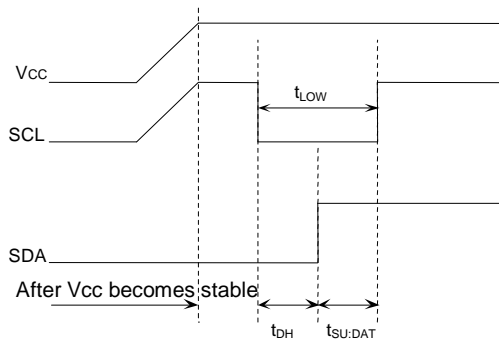 VCC
tLOW
SCL
SDA
After Vcc becomes stable
tDH
tSU:DAT